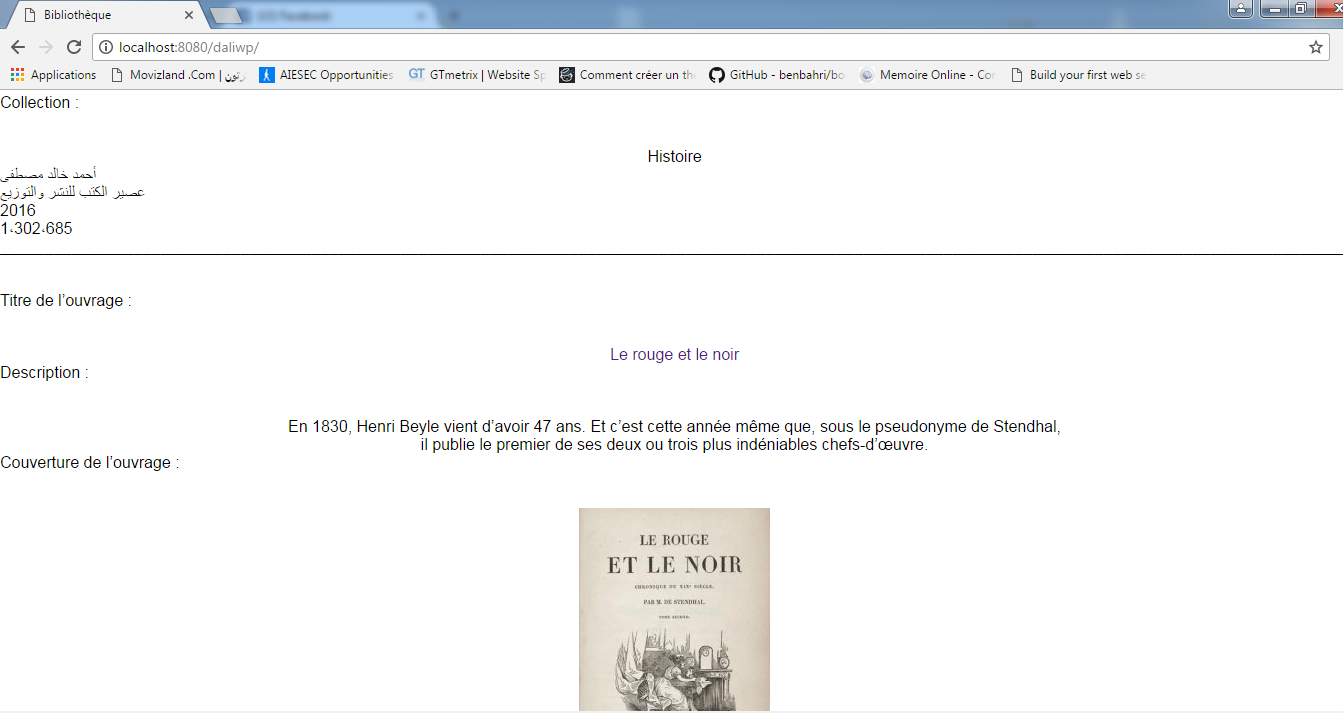 Bibliothèque
localhost:8080/daliwp/
Applications
Movizland .Com | رتون
AIESEC Opportunities
GT GTmetrix | Website Sp
Comment créer un the
GitHub - benbahri/bo
Memoire Online - Con
Build your first web se
Collection :
Histoire
أحمد خالد مصطفى
عصير الكتب للنشر والتوزيع
2016
1،302،685
Titre de l’ouvrage :
Le rouge et le noir
Description :
En 1830, Henri Beyle vient d’avoir 47 ans. Et c’est cette année même que, sous le pseudonyme de Stendhal,
il publie le premier de ses deux ou trois plus indéniables chefs-d’œuvre.
Couverture de l’ouvrage :
LE ROUGE
ET LE NOIR
CHRONIQUE DU XIXe SIÈCLE,
PAR M. DE STENDHAL.
TOME SECOND.